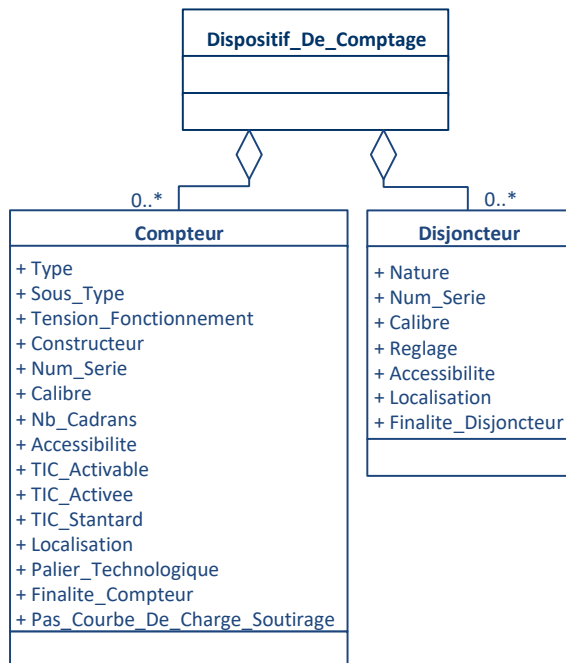 Dispositif_De_Comptage
0..*
0..*
Compteur
+ Type
+ Sous_Type
+ Tension_Fonctionnement
+ Constructeur
+ Num_Serie
+ Calibre
+ Nb_Cadrans
+ Accessibilite
+ TIC_Activable
+ TIC_Activee
+ TIC_Stantard
+ Localisation
+ Palier_Technologique
+ Finalite_Compteur
+ Pas_Courbe_De_Charge_Soutirage
Disjoncteur
+ Nature
+ Num_Serie
+ Calibre
+ Reglage
+ Accessibilite
+ Localisation
+ Finalite_Disjoncteur